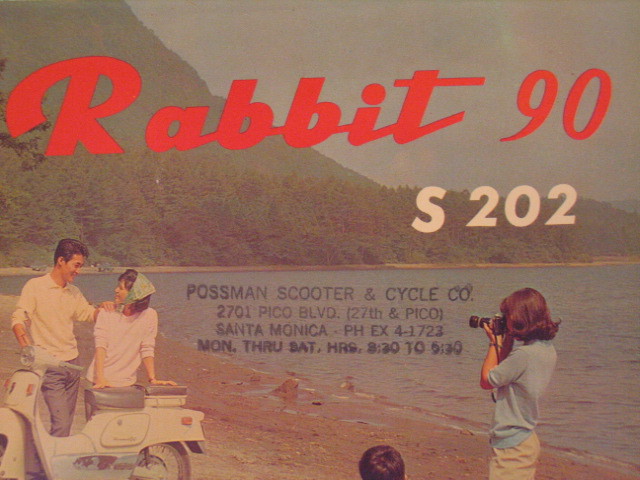 Rabbit 90
S 202
POSSMAN SCOOTER & CYCLE CO.
2701 PICO BLVD. (27th & PICO)
SANTA MONICA - PH EX 4-1723
MON. THRU SAT. HRS. 8:30 TO 5:30